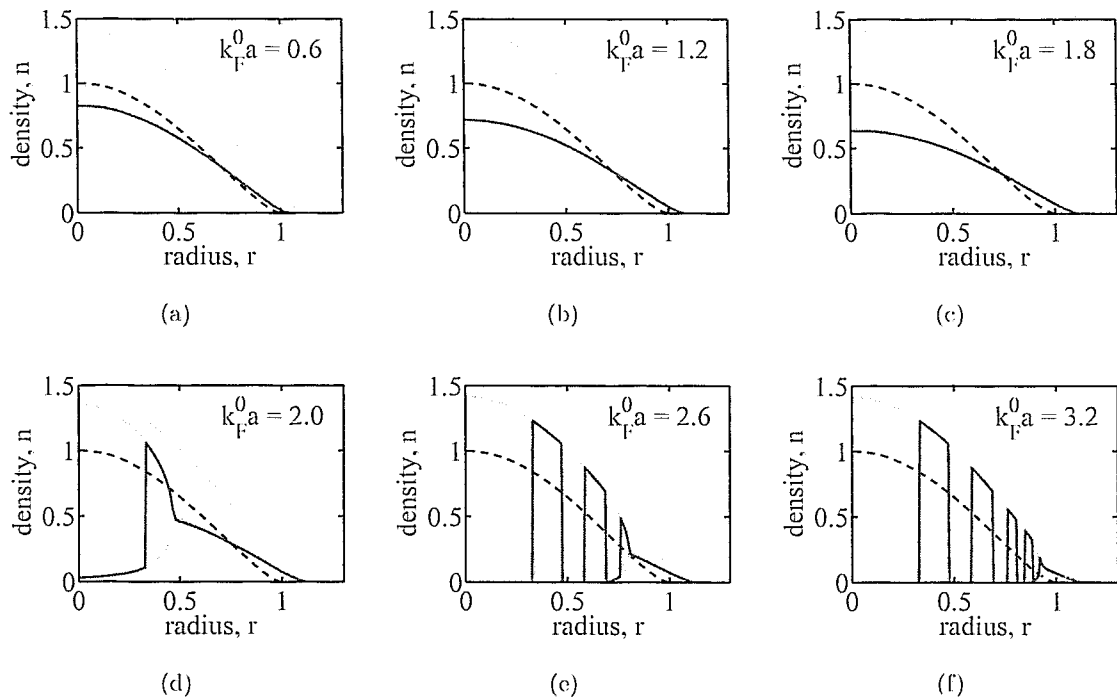 1.5
1
0.5
0
density, n
k_F^0 a = 0.6
0
0.5
1
radius, r
(a)
1.5
1
0.5
0
density, n
k_F^0 a = 1.2
0
0.5
1
radius, r
(b)
1.5
1
0.5
0
density, n
k_F^0 a = 1.8
0
0.5
1
radius, r
(c)
1.5
1
0.5
0
density, n
k_F^0 a = 2.0
0
0.5
1
radius, r
(d)
1.5
1
0.5
0
density, n
k_F^0 a = 2.6
0
0.5
1
radius, r
(e)
1.5
1
0.5
0
density, n
k_F^0 a = 3.2
0
0.5
1
radius, r
(f)